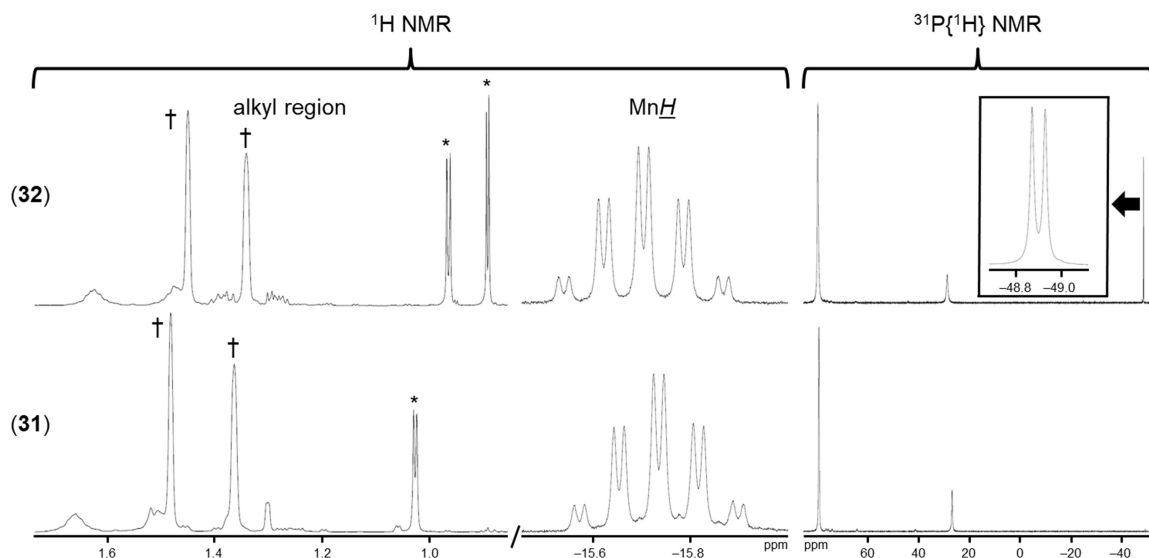 ¹H NMR
³¹P{¹H} NMR
alkyl region
MnH
†
†
*
*
(32)
–48.8 –49.0
†
†
*
(31)
1.6 1.4 1.2 1.0 / –15.6 –15.8 ppm
ppm 60 40 20 0 –20 –40